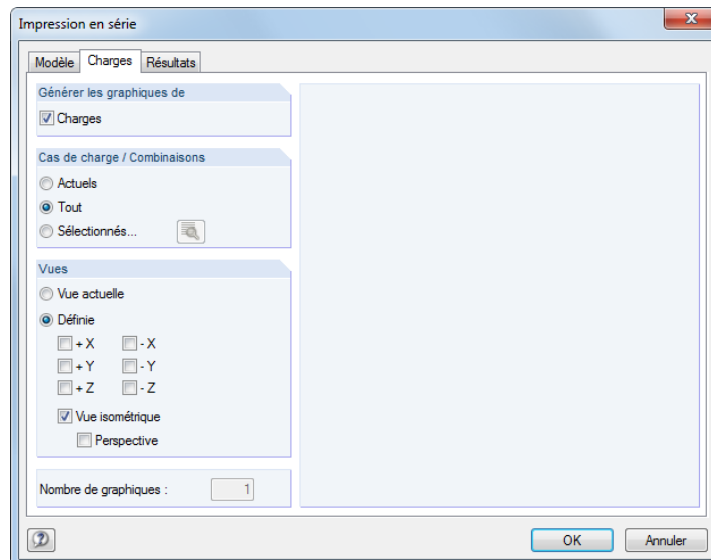 Impression en série
Modèle Charges Résultats
Générer les graphiques de
Charges
Cas de charge / Combinaisons
Actuels
Tout
Sélectionnés...
Vues
Vue actuelle
Définie
+ X - X
+ Y - Y
+ Z - Z
Vue isométrique
Perspective
Nombre de graphiques : 1
OK Annuler